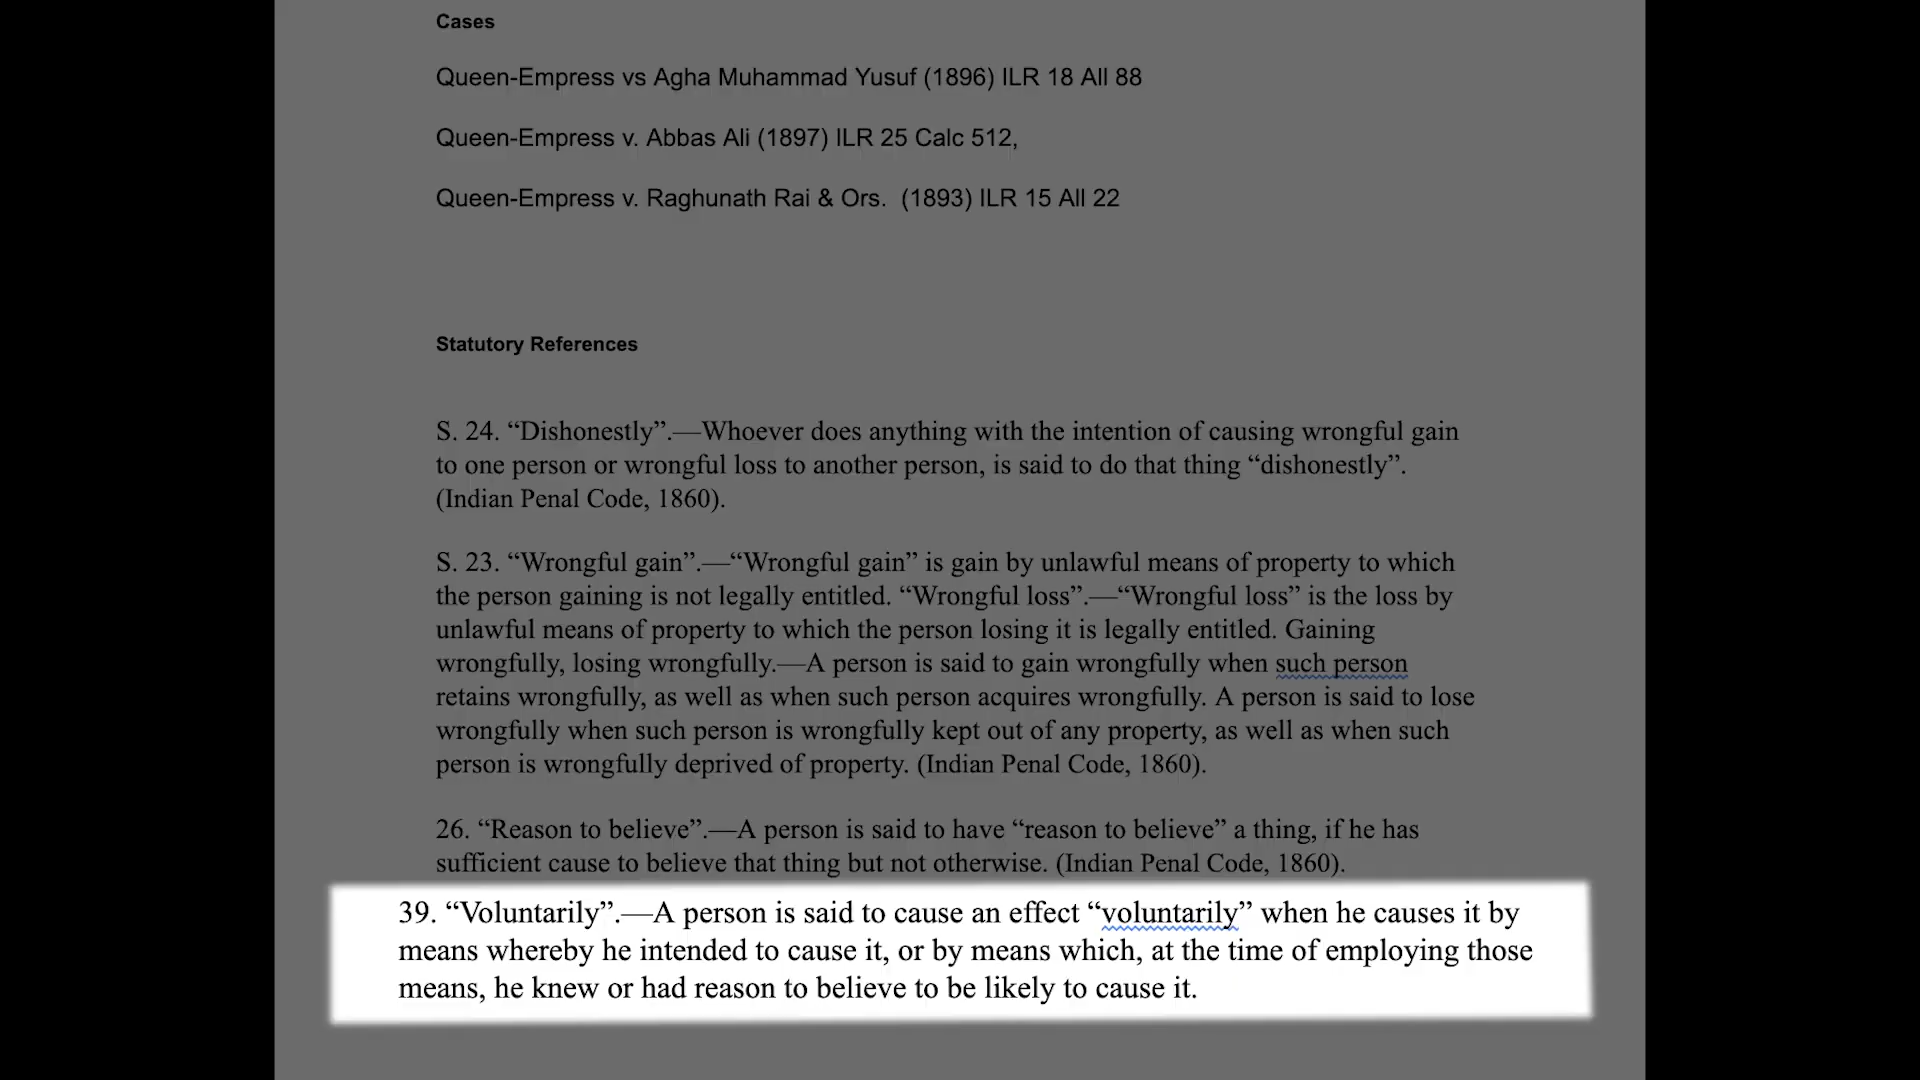 Cases
Queen-Empress vs Agha Muhammad Yusuf (1896) ILR 18 All 88
Queen-Empress v. Abbas Ali (1897) ILR 25 Calc 512,
Queen-Empress v. Raghunath Rai & Ors.  (1893) ILR 15 All 22
Statutory References
S. 24. “Dishonestly”.—Whoever does anything with the intention of causing wrongful gain
to one person or wrongful loss to another person, is said to do that thing “dishonestly”.
(Indian Penal Code, 1860).
S. 23. “Wrongful gain”.—“Wrongful gain” is gain by unlawful means of property to which
the person gaining is not legally entitled. “Wrongful loss”.—“Wrongful loss” is the loss by
unlawful means of property to which the person losing it is legally entitled. Gaining
wrongfully, losing wrongfully.—A person is said to gain wrongfully when such person
retains wrongfully, as well as when such person acquires wrongfully. A person is said to lose
wrongfully when such person is wrongfully kept out of any property, as well as when such
person is wrongfully deprived of property. (Indian Penal Code, 1860).
26. “Reason to believe”.—A person is said to have “reason to believe” a thing, if he has
sufficient cause to believe that thing but not otherwise. (Indian Penal Code, 1860).
39. “Voluntarily”.—A person is said to cause an effect “voluntarily” when he causes it by
means whereby he intended to cause it, or by means which, at the time of employing those
means, he knew or had reason to believe to be likely to cause it.